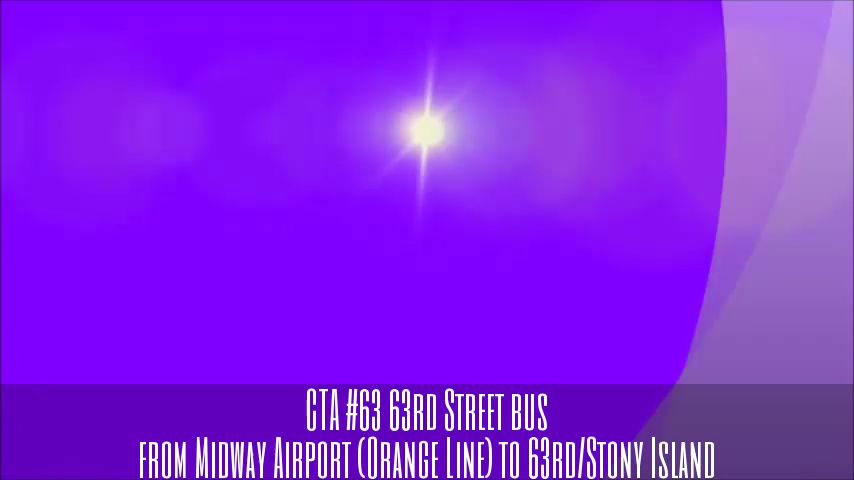 CTA #63 63rd Street bus
from Midway Airport (Orange Line) to 63rd/Stony Island